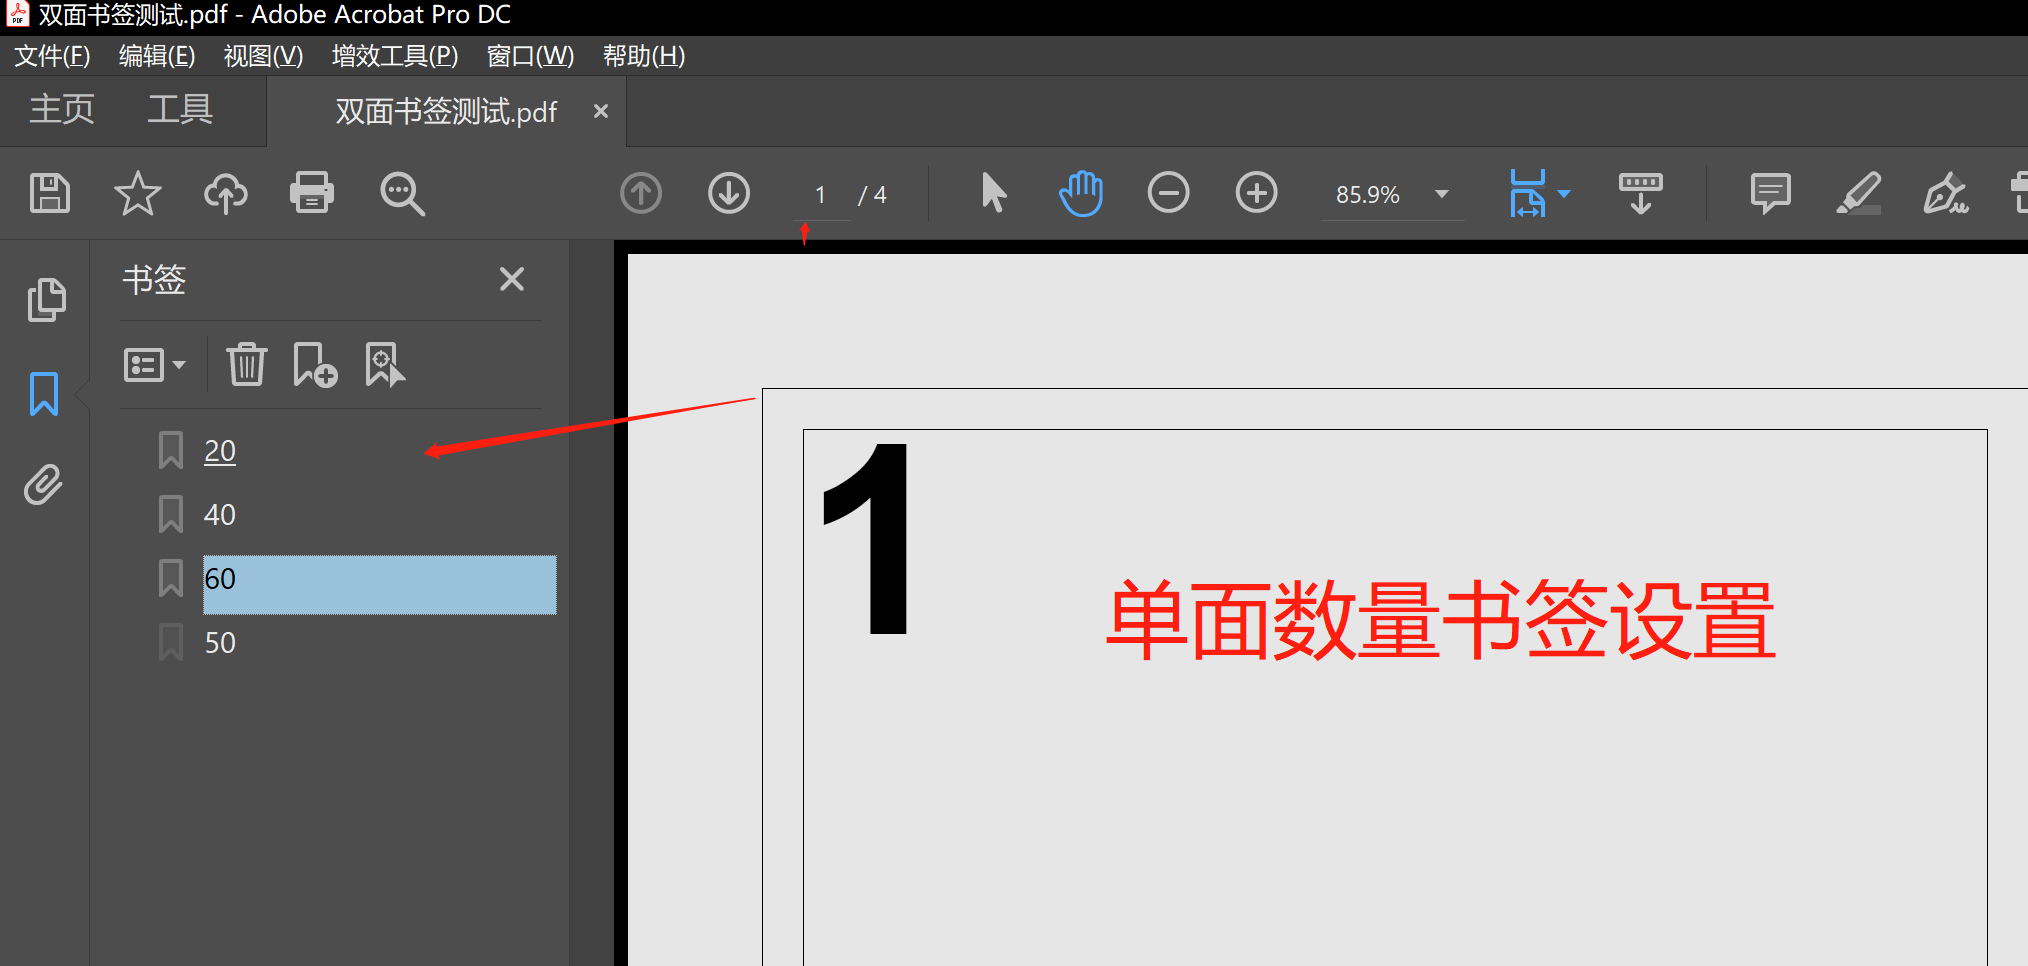 双面书签测试.pdf - Adobe Acrobat Pro DC
文件(F) 编辑(E) 视图(V) 增效工具(P) 窗口(W) 帮助(H)
主页 工具 双面书签测试.pdf ×
1 / 4 85.9%
书签
20
40
60
50
1
单面数量书签设置